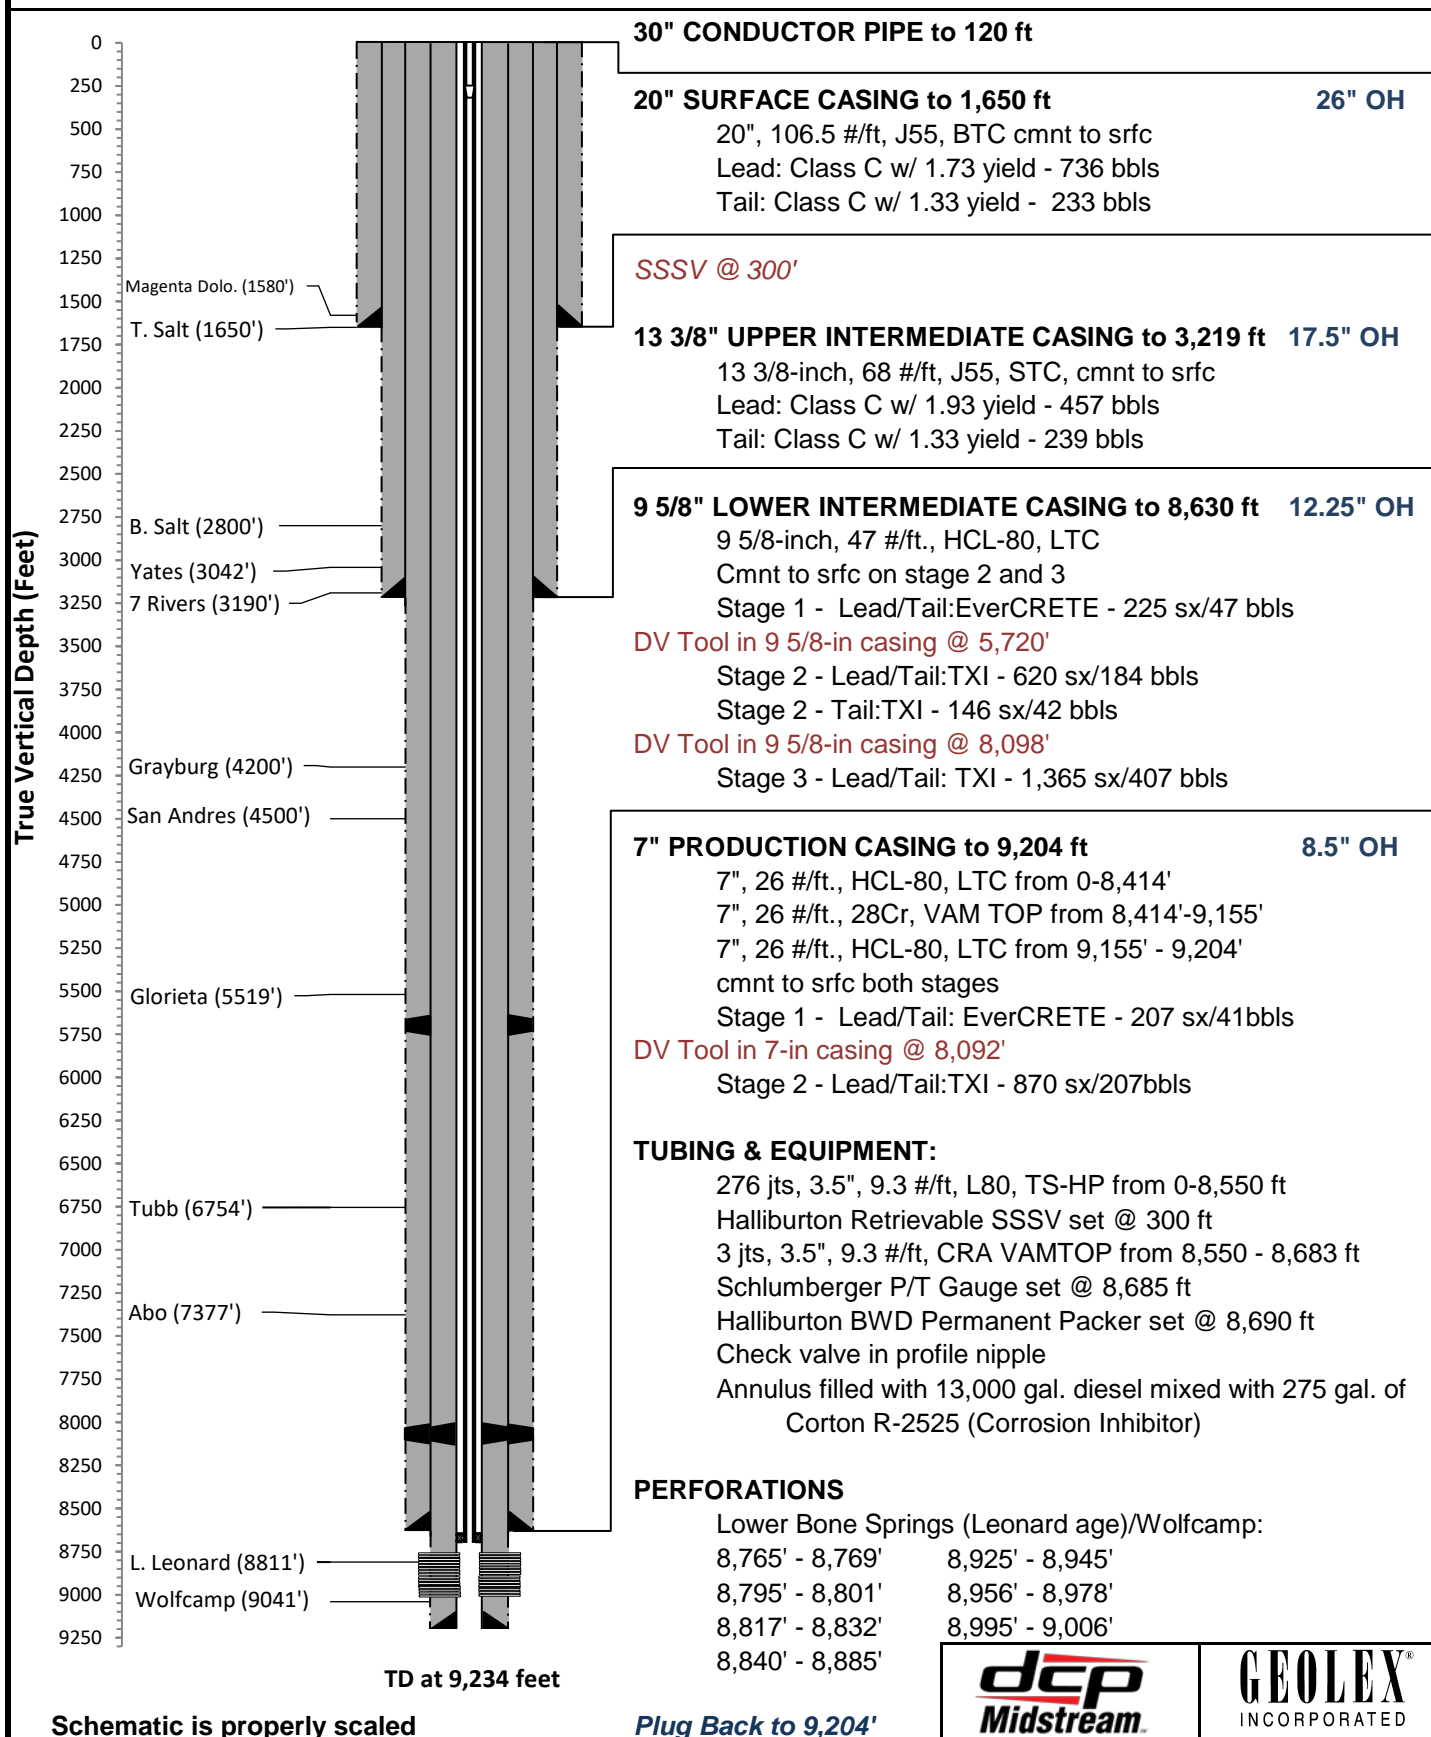 True Vertical Depth (Feet)
0
250
500
750
1000
1250
1500
1750
2000
2250
2500
2750
3000
3250
3500
3750
4000
4250
4500
4750
5000
5250
5500
5750
6000
6250
6500
6750
7000
7250
7500
7750
8000
8250
8500
8750
9000
9250
Magenta Dolo. (1580')
T. Salt (1650')
B. Salt (2800')
Yates (3042')
7 Rivers (3190')
Grayburg (4200')
San Andres (4500')
Glorieta (5519')
Tubb (6754')
Abo (7377')
L. Leonard (8811')
Wolfcamp (9041')
TD at 9,234 feet
Schematic is properly scaled
30" CONDUCTOR PIPE to 120 ft
20" SURFACE CASING to 1,650 ft 26" OH
20", 106.5 #/ft, J55, BTC cmnt to srfc
Lead: Class C w/ 1.73 yield - 736 bbls
Tail: Class C w/ 1.33 yield -  233 bbls
SSSV @ 300'
13 3/8" UPPER INTERMEDIATE CASING to 3,219 ft 17.5" OH
13 3/8-inch, 68 #/ft, J55, STC, cmnt to srfc
Lead: Class C w/ 1.93 yield - 457 bbls
Tail: Class C w/ 1.33 yield - 239 bbls
9 5/8" LOWER INTERMEDIATE CASING to 8,630 ft 12.25" OH
9 5/8-inch, 47 #/ft., HCL-80, LTC
Cmnt to srfc on stage 2 and 3
Stage 1 -  Lead/Tail:EverCRETE - 225 sx/47 bbls
DV Tool in 9 5/8-in casing @ 5,720'
Stage 2 - Lead/Tail:TXI - 620 sx/184 bbls
Stage 2 - Tail:TXI - 146 sx/42 bbls
DV Tool in 9 5/8-in casing @ 8,098'
Stage 3 - Lead/Tail: TXI - 1,365 sx/407 bbls
7" PRODUCTION CASING to 9,204 ft 8.5" OH
7", 26 #/ft., HCL-80, LTC from 0-8,414'
7", 26 #/ft., 28Cr, VAM TOP from 8,414'-9,155'
7", 26 #/ft., HCL-80, LTC from 9,155' - 9,204'
cmnt to srfc both stages
Stage 1 -  Lead/Tail: EverCRETE - 207 sx/41bbls
DV Tool in 7-in casing @ 8,092'
Stage 2 - Lead/Tail:TXI - 870 sx/207bbls
TUBING & EQUIPMENT:
276 jts, 3.5", 9.3 #/ft, L80, TS-HP from 0-8,550 ft
Halliburton Retrievable SSSV set @ 300 ft
3 jts, 3.5", 9.3 #/ft, CRA VAMTOP from 8,550 - 8,683 ft
Schlumberger P/T Gauge set @ 8,685 ft
Halliburton BWD Permanent Packer set @ 8,690 ft
Check valve in profile nipple
Annulus filled with 13,000 gal. diesel mixed with 275 gal. of
Corton R-2525 (Corrosion Inhibitor)
PERFORATIONS
Lower Bone Springs (Leonard age)/Wolfcamp:
8,765' - 8,769' 8,925' - 8,945'
8,795' - 8,801' 8,956' - 8,978'
8,817' - 8,832' 8,995' - 9,006'
8,840' - 8,885'
Plug Back to 9,204'
dcp
Midstream
GEOLEX®
INCORPORATED